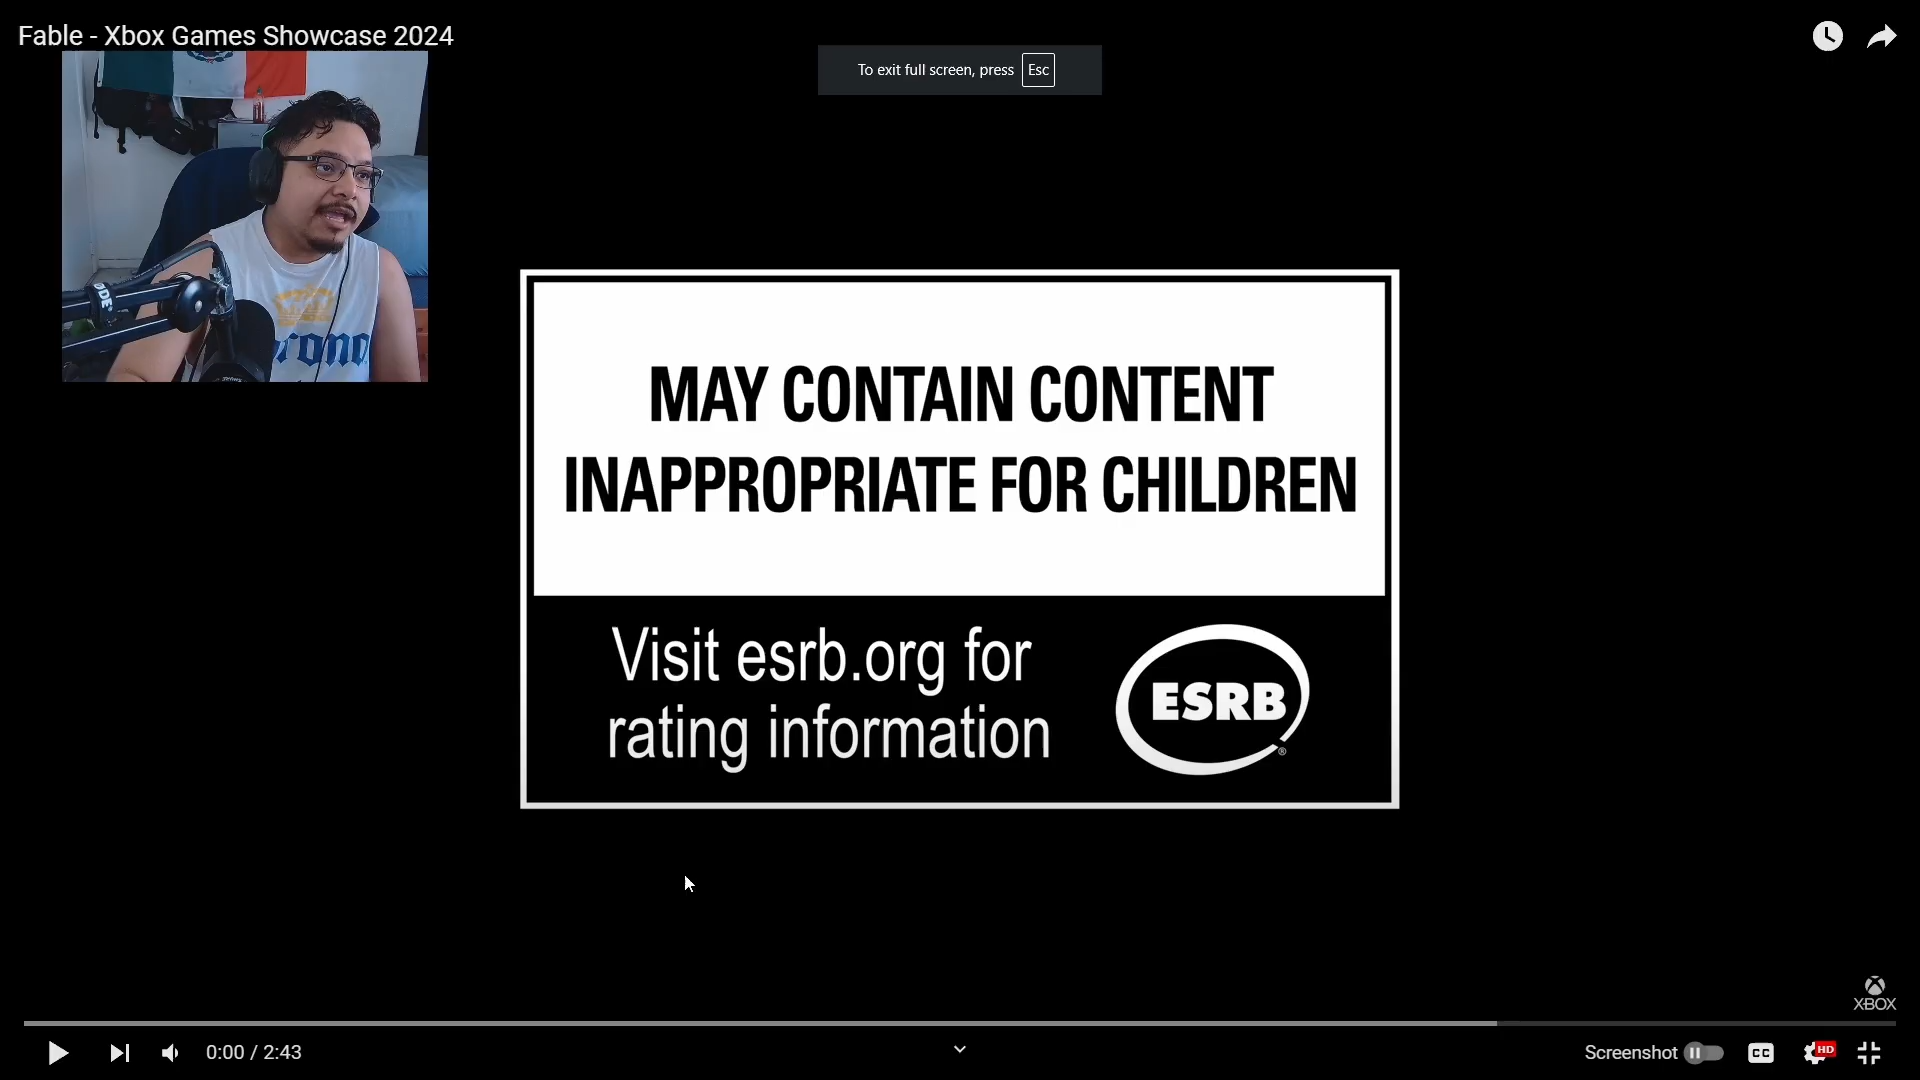 Fable - Xbox Games Showcase 2024
To exit full screen, press Esc
MAY CONTAIN CONTENT
INAPPROPRIATE FOR CHILDREN
Visit esrb.org for
rating information
ESRB
®
XBOX
0:00 / 2:43
Screenshot
CC
HD